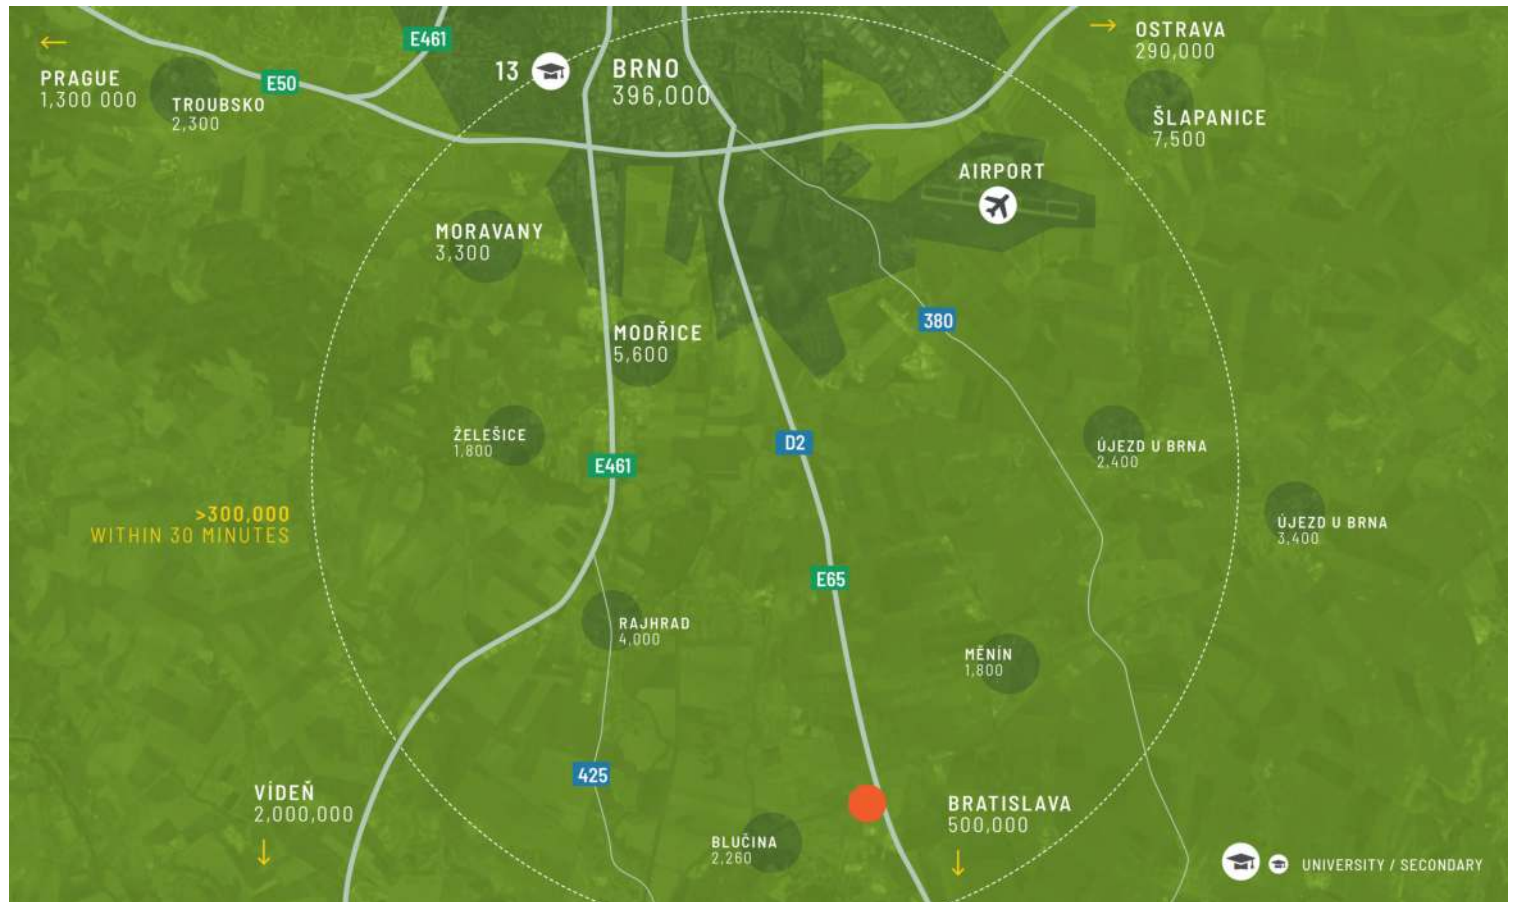 E461
OSTRAVA
290,000
PRAGUE
1,300 000
E50
TROUBSKO
2,300
13
BRNO
396,000
ŠLAPANICE
7,500
AIRPORT
MORAVANY
3,300
MODŘICE
5,600
380
ŽELEŠICE
1,800
E461
D2
ÚJEZD U BRNA
2,400
>300,000
WITHIN 30 MINUTES
ÚJEZD U BRNA
3,400
E65
RAJHRAD
4,000
MĚNÍN
1,800
425
VÍDEŇ
2,000,000
BRATISLAVA
500,000
BLUČINA
2,260
UNIVERSITY / SECONDARY